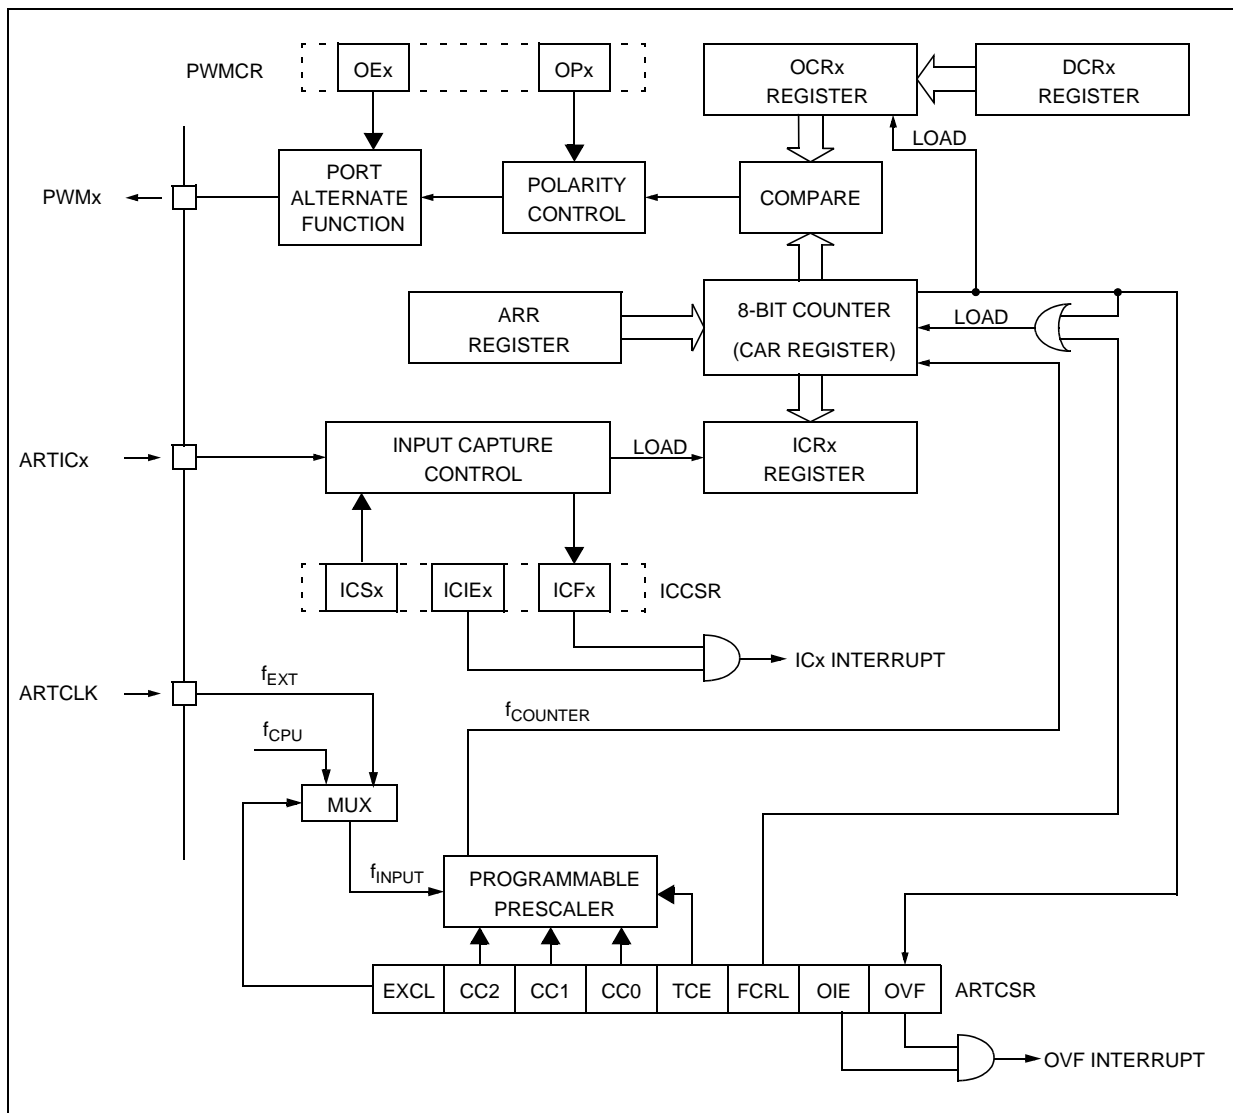 PWMCR
OEx
OPx
OCRx
REGISTER
DCRx
REGISTER
LOAD
PWMx
PORT
ALTERNATE
FUNCTION
POLARITY
CONTROL
COMPARE
ARR
REGISTER
8-BIT COUNTER
(CAR REGISTER)
LOAD
ARTICx
INPUT CAPTURE
CONTROL
LOAD
ICRx
REGISTER
ICSx
ICIEx
ICFx
ICCSR
ICx INTERRUPT
ARTCLK
fEXT
fCPU
fCOUNTER
MUX
fINPUT
PROGRAMMABLE
PRESCALER
EXCL
CC2
CC1
CC0
TCE
FCRL
OIE
OVF
ARTCSR
OVF INTERRUPT